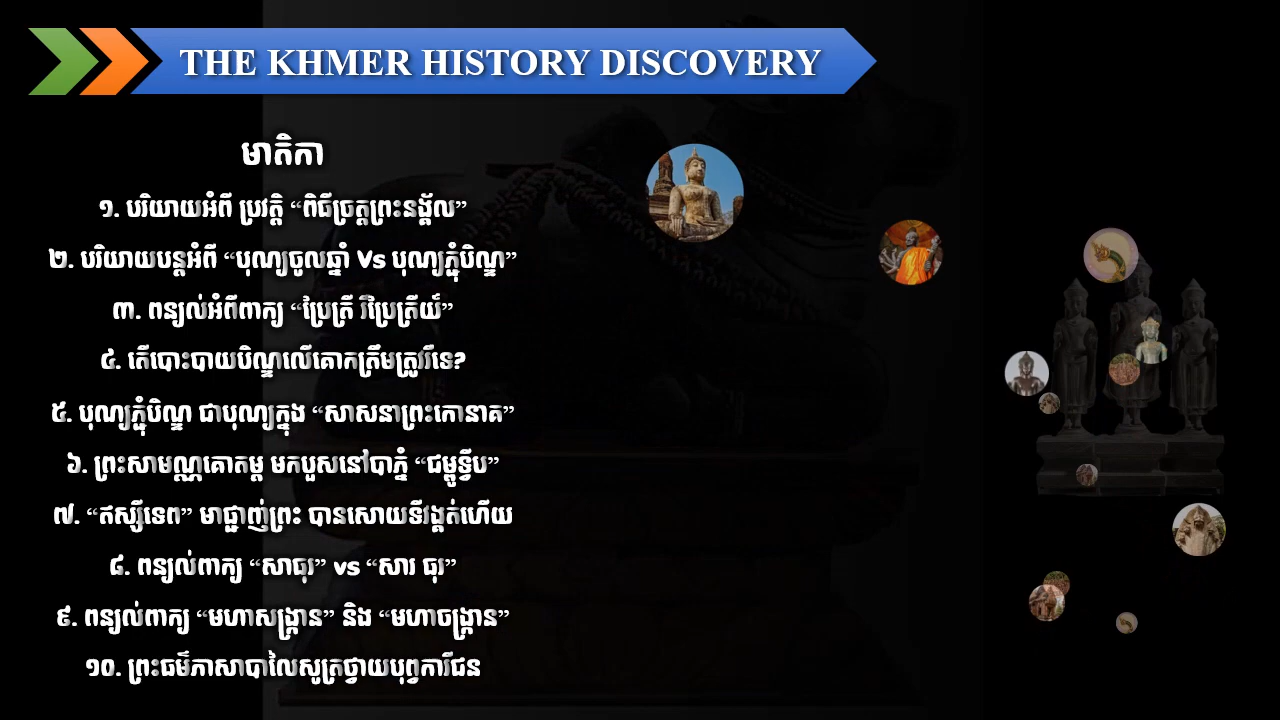 THE KHMER HISTORY DISCOVERY
មាតិកា
១. បរិយាយអំពី ប្រវត្តិ “ពិធីច្រត្តព្រះនង្គ័ល”
២. បរិយាយបន្តអំពី “បុណ្យចូលឆ្នាំ Vs បុណ្យភ្ជុំបិណ្ឌ”
៣. ពន្យល់អំពីពាក្យ “ប្រៃត្រី រឺប្រៃត្រីយ៍”
៤. តើបោះបាយបិណ្ឌលើគោកត្រឹមត្រូវរឺទេ?
៥. បុណ្យភ្ជុំបិណ្ឌ ជាបុណ្យក្នុង “សាសនាព្រះកោនាគ”
៦. ព្រះសាមណ្ណគោតម្ត មកបួសនៅបាភ្នំ “ជម្ពូទ្វីប”
៧. “ឥស្សីទេព” មាផ្ចាញ់ព្រះ បានសោយទីវង្គត់ហើយ
៨. ពន្យល់ពាក្យ “សាធុរ” vs “សារ ធុរ”
៩. ពន្យល់ពាក្យ “មហាសង្ក្រាន” និង “មហាចង្ក្រាន”
១០. ព្រះធម៌ភាសាបាលៃសូត្រថ្វាយបុព្វការីជន